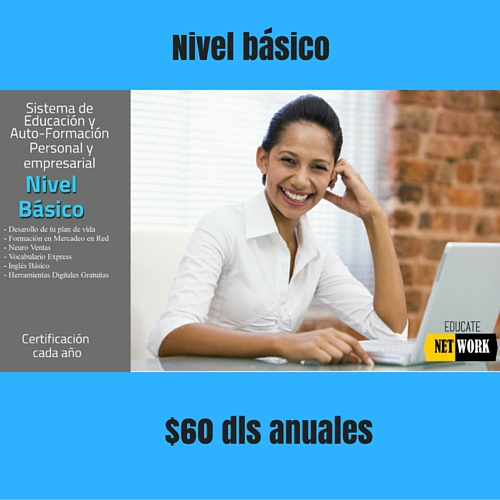 Nivel básico
Sistema de
Educación y
Auto-Formación
Personal y
empresarial
Nivel
Básico
- Desarollo de tu plan de vida
- Formación en Mercadeo en Red
- Neuro Ventas
- Vocabulario Express
- Inglés Básico
- Herramientas Digitales Gratuitas
Certificación
cada año
EDUCATE
NETWORK
$60 dls anuales